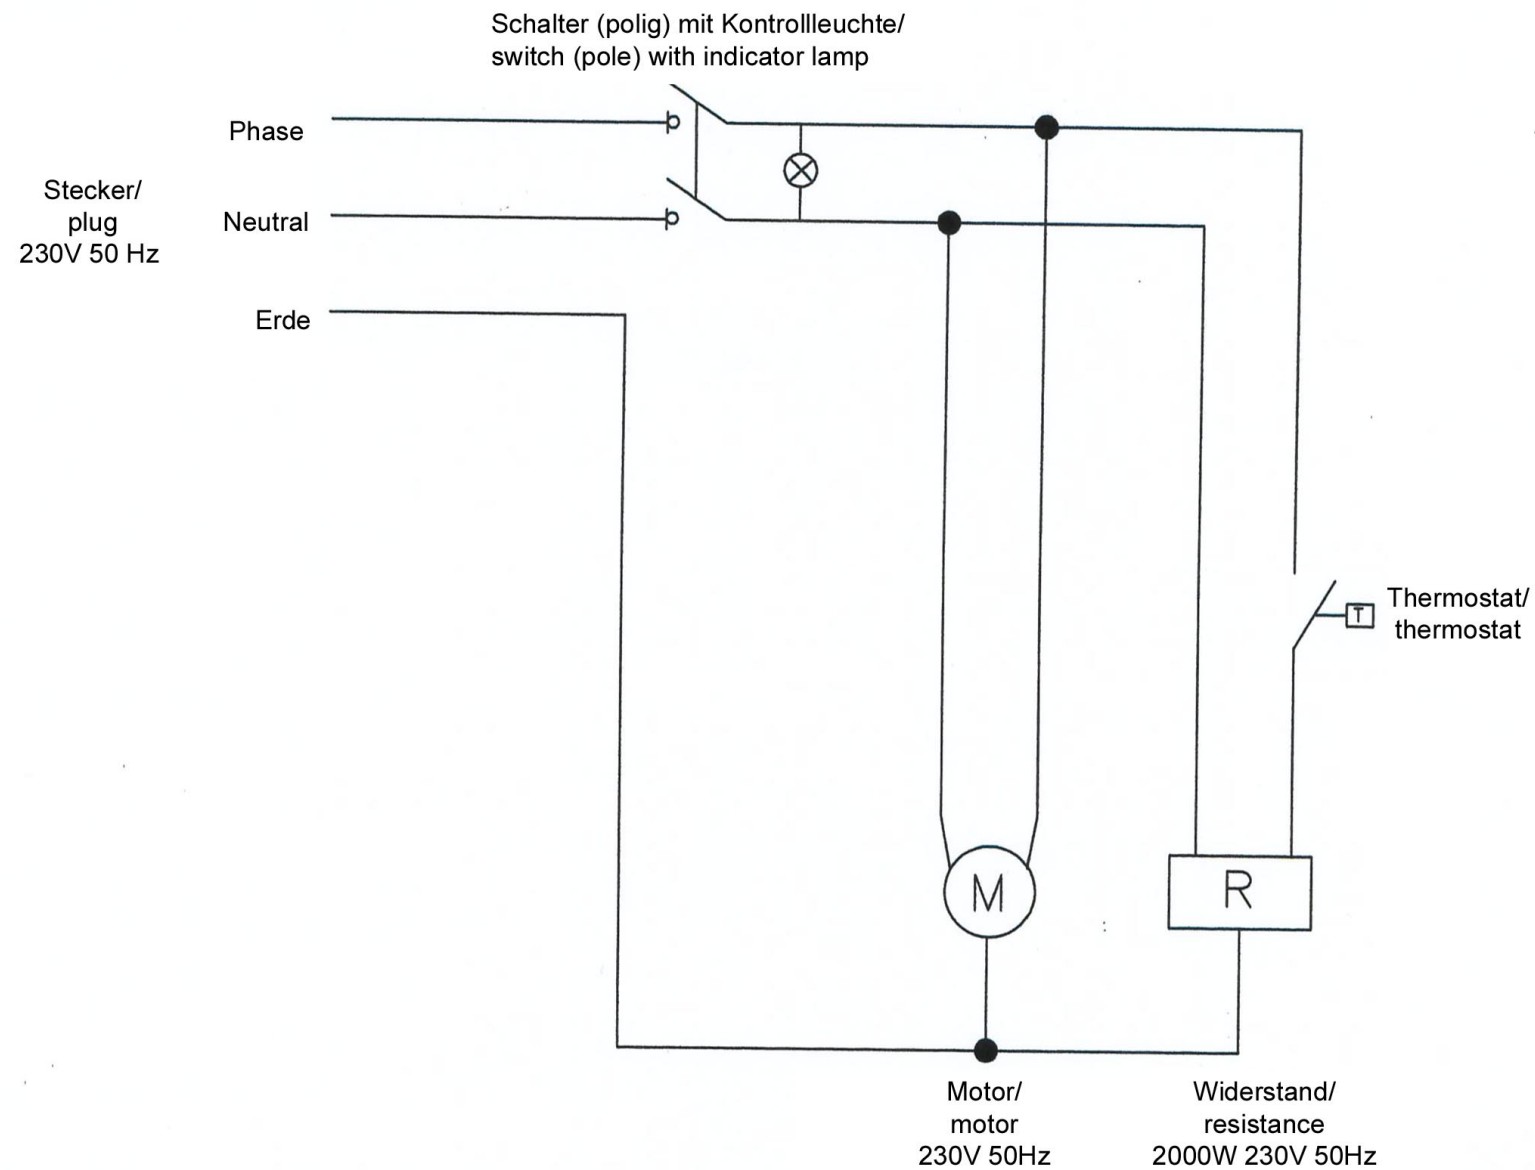 Schalter (polig) mit Kontrollleuchte/
switch (pole) with indicator lamp
Phase
Stecker/
plug
230V 50 Hz
Neutral
Erde
T
Thermostat/
thermostat
M
R
Motor/
motor
230V 50Hz
Widerstand/
resistance
2000W 230V 50Hz